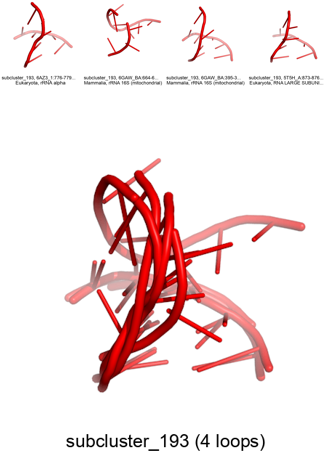 subcluster_193, 6AZ3_1:778-779...
Eukaryota, rRNA alpha
subcluster_193, 6GAW_BA:664-6...
Mammalia, rRNA 16S (mitochondrial)
subcluster_193, 6GAW_BA:395-3...
Mammalia, rRNA 16S (mitochondrial)
subcluster_193, 5T5H_A:873-876...
Eukaryota, RNA LARGE SUBUNI...
subcluster_193 (4 loops)